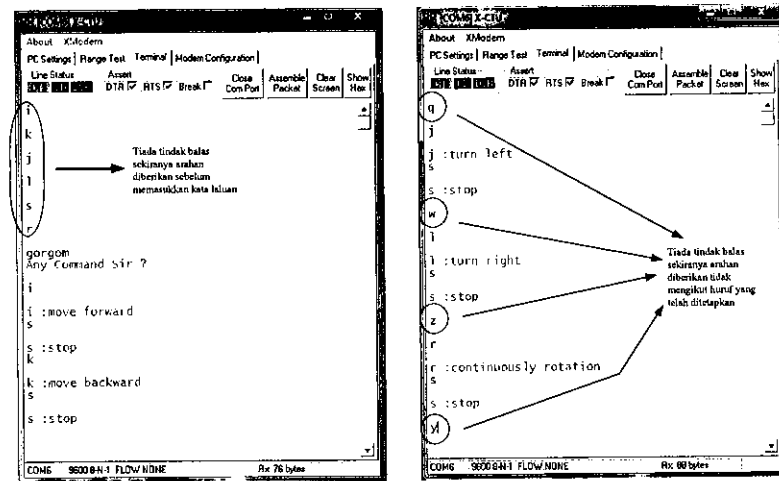 [COM6] X-CTU
About XModem
PC Settings Range Test Terminal Modem Configuration
Line Status
Assert
DTR RTS Break
Close Com Port
Assemble Packet
Clear Screen
Show Hex
i
k
j
l
s
r
Tiada tindak balas
sekiranya arahan
diberikan sebelum
memasukkan kata laluan
gorgom
Any Command Sir ?
i
i :move forward
s
s :stop
k
k :move backward
s
s :stop
COM6 9600 8-N-1 FLOW:NONE Rx: 76 bytes
[COM6] X-CTU
About XModem
PC Settings Range Test Terminal Modem Configuration
Line Status
Assert
DTR RTS Break
Close Com Port
Assemble Packet
Clear Screen
Show Hex
q
j
j :turn left
s
s :stop
w
l
l :turn right
s
s :stop
z
r
r :continuously rotation
s
s :stop
y
Tiada tindak balas
sekiranya arahan
diberikan tidak
mengikut huruf yang
telah ditetapkan
COM6 9600 8-N-1 FLOW:NONE Rx: 88 bytes